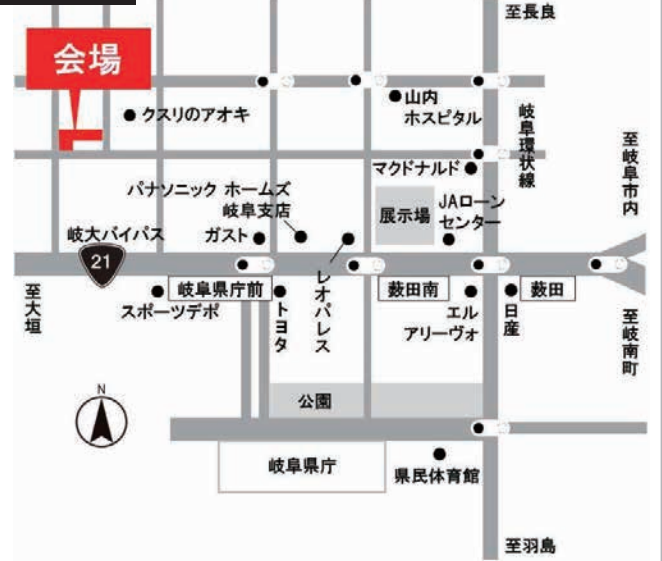 至長良
会場
クスリのアオキ
山内
ホスピタル
岐阜環状線
至岐阜市内
マクドナルド
パナソニック ホームズ
岐阜支店
展示場
JAローン
センター
岐大バイパス
ガスト
21
至大垣
スポーツデポ
岐阜県庁前
トヨタ
レオパレス
薮田南
エル
アリーヴォ
日産
薮田
至岐南町
N
公園
岐阜県庁
県民体育館
至羽島